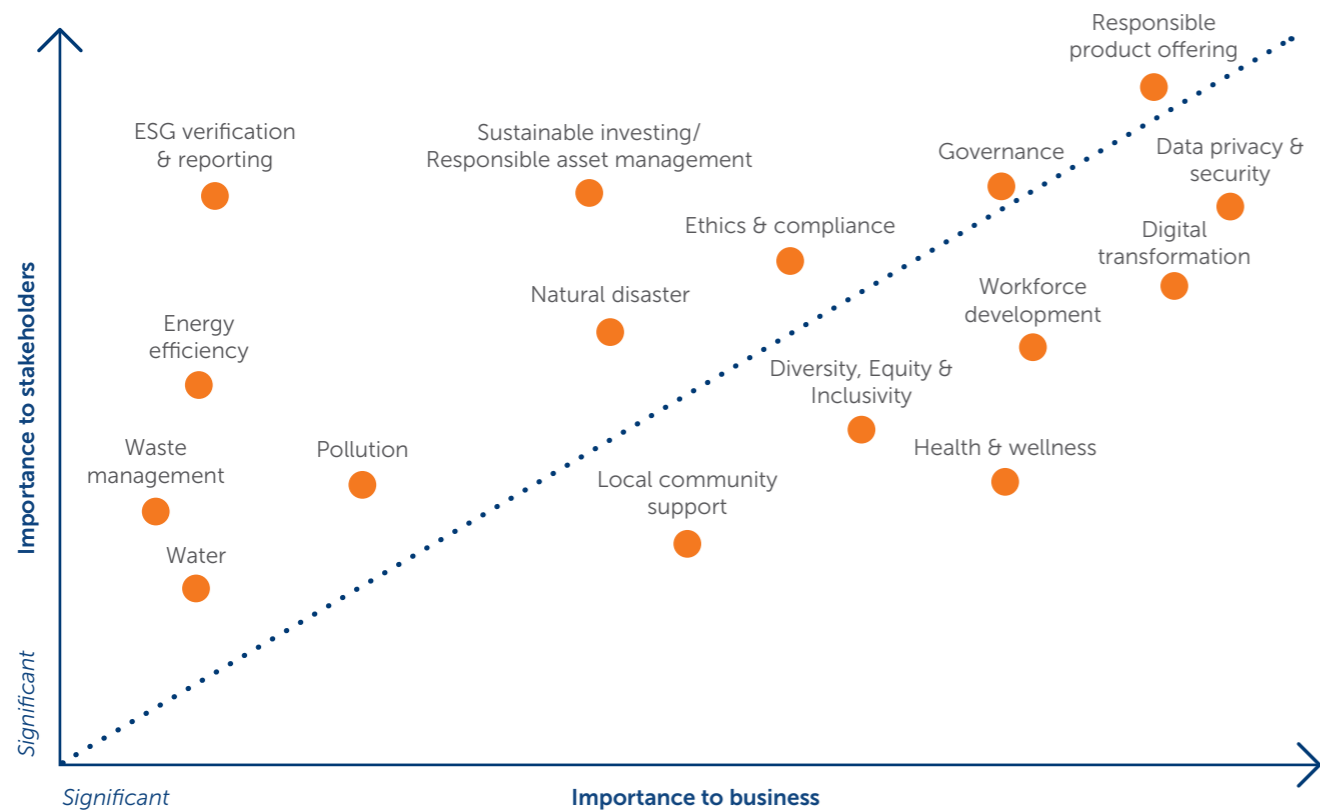 Responsible
product offering
ESG verification
& reporting
Sustainable investing/
Responsible asset management
Governance
Data privacy &
security
Ethics & compliance
Digital
transformation
Natural disaster
Workforce
development
Energy
efficiency
Diversity, Equity &
Inclusivity
Waste
management
Pollution
Health & wellness
Local community
support
Water
Importance to stakeholders
Significant
Significant
Importance to business